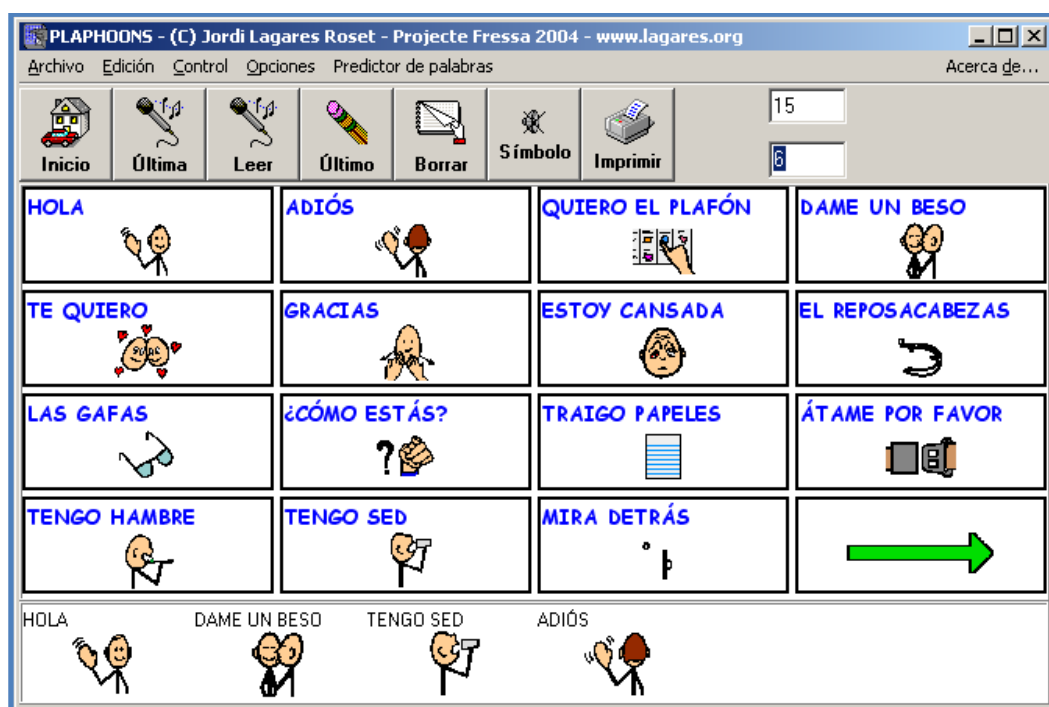 PLAPHOONS - (C) Jordi Lagares Roset - Projecte Fressa 2004 - www.lagares.org
Archivo Edición Control Opciones Predictor de palabras Acerca de...
15
Inicio Última Leer Último Borrar Símbolo Imprimir
6
HOLA ADIÓS QUIERO EL PLAFÓN DAME UN BESO
TE QUIERO GRACIAS ESTOY CANSADA EL REPOSACABEZAS
LAS GAFAS ¿CÓMO ESTÁS? TRAIGO PAPELES ÁTAME POR FAVOR
TENGO HAMBRE TENGO SED MIRA DETRÁS
HOLA DAME UN BESO TENGO SED ADIÓS